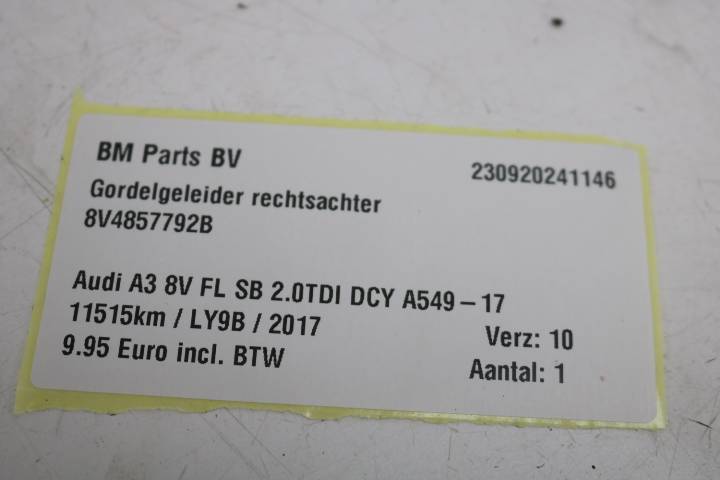 BM Parts BV 230920241146
Gordelgeleider rechtsachter
8V4857792B
Audi A3 8V FL SB 2.0TDI DCY A549-17
11515km / LY9B / 2017 Verz: 10
9.95 Euro incl. BTW Aantal: 1